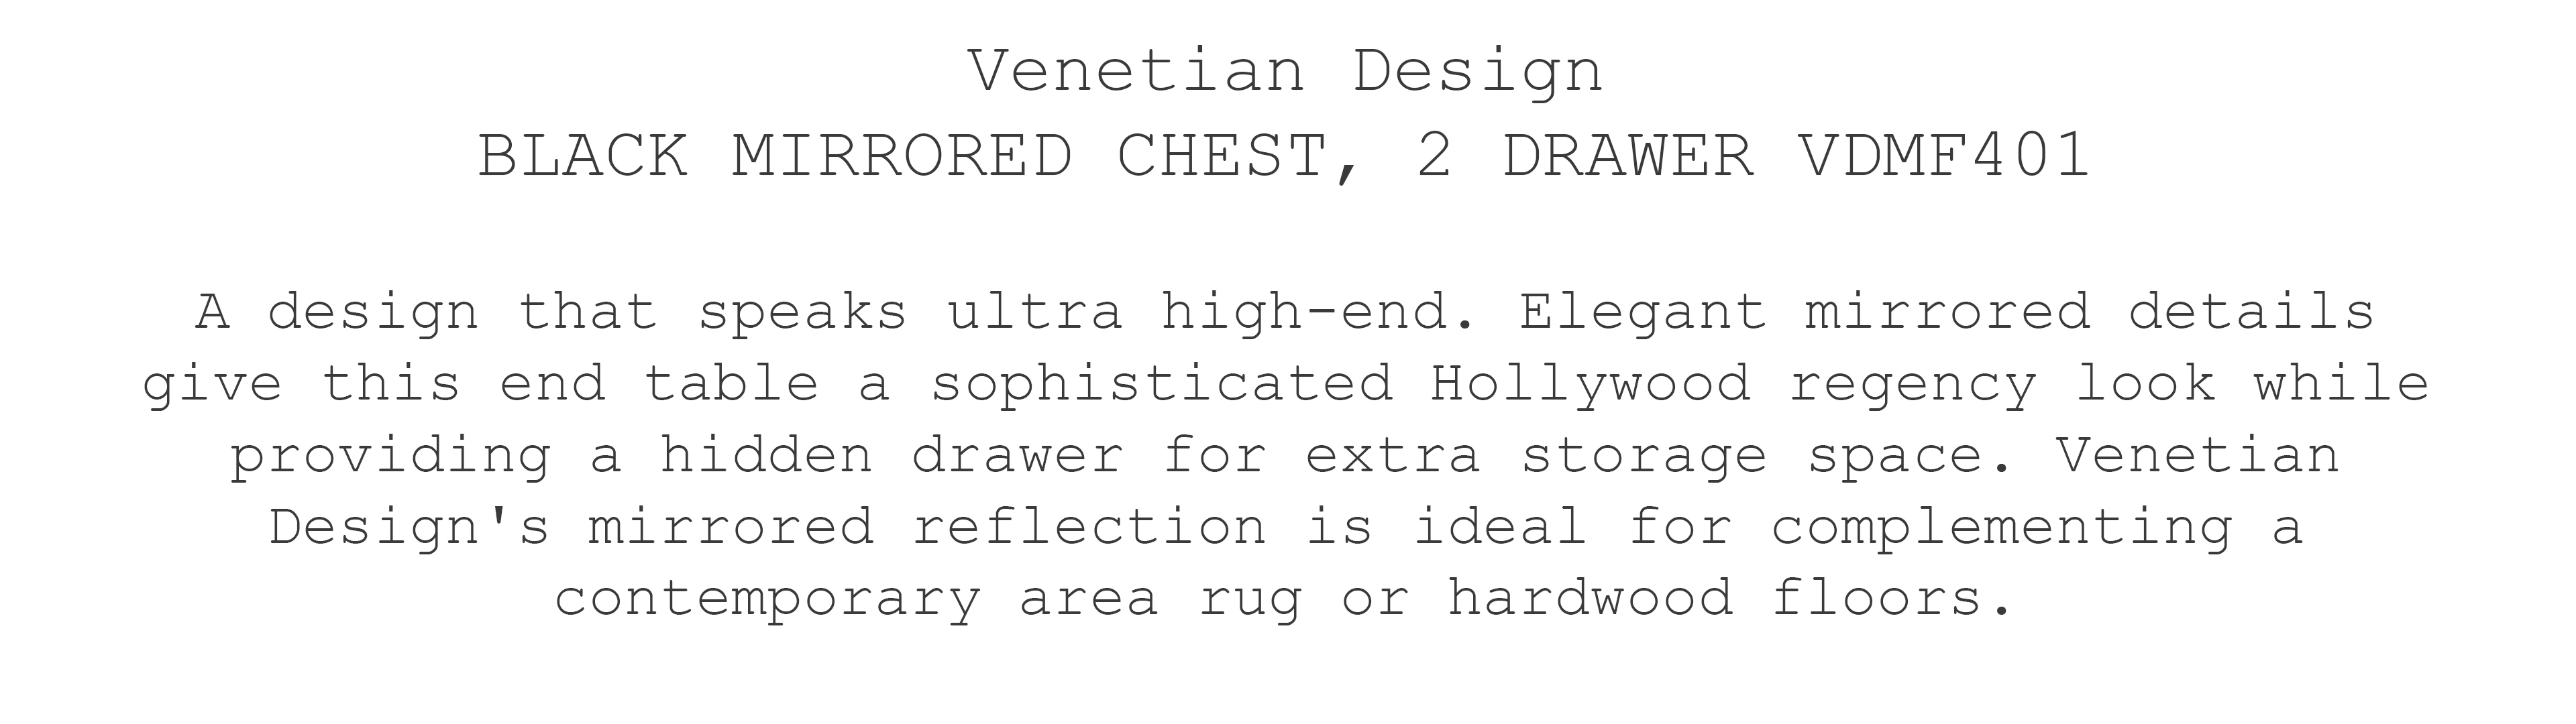 Venetian Design
BLACK MIRRORED CHEST, 2 DRAWER VDMF401
A design that speaks ultra high-end. Elegant mirrored details
give this end table a sophisticated Hollywood regency look while
providing a hidden drawer for extra storage space. Venetian
Design's mirrored reflection is ideal for complementing a
contemporary area rug or hardwood floors.